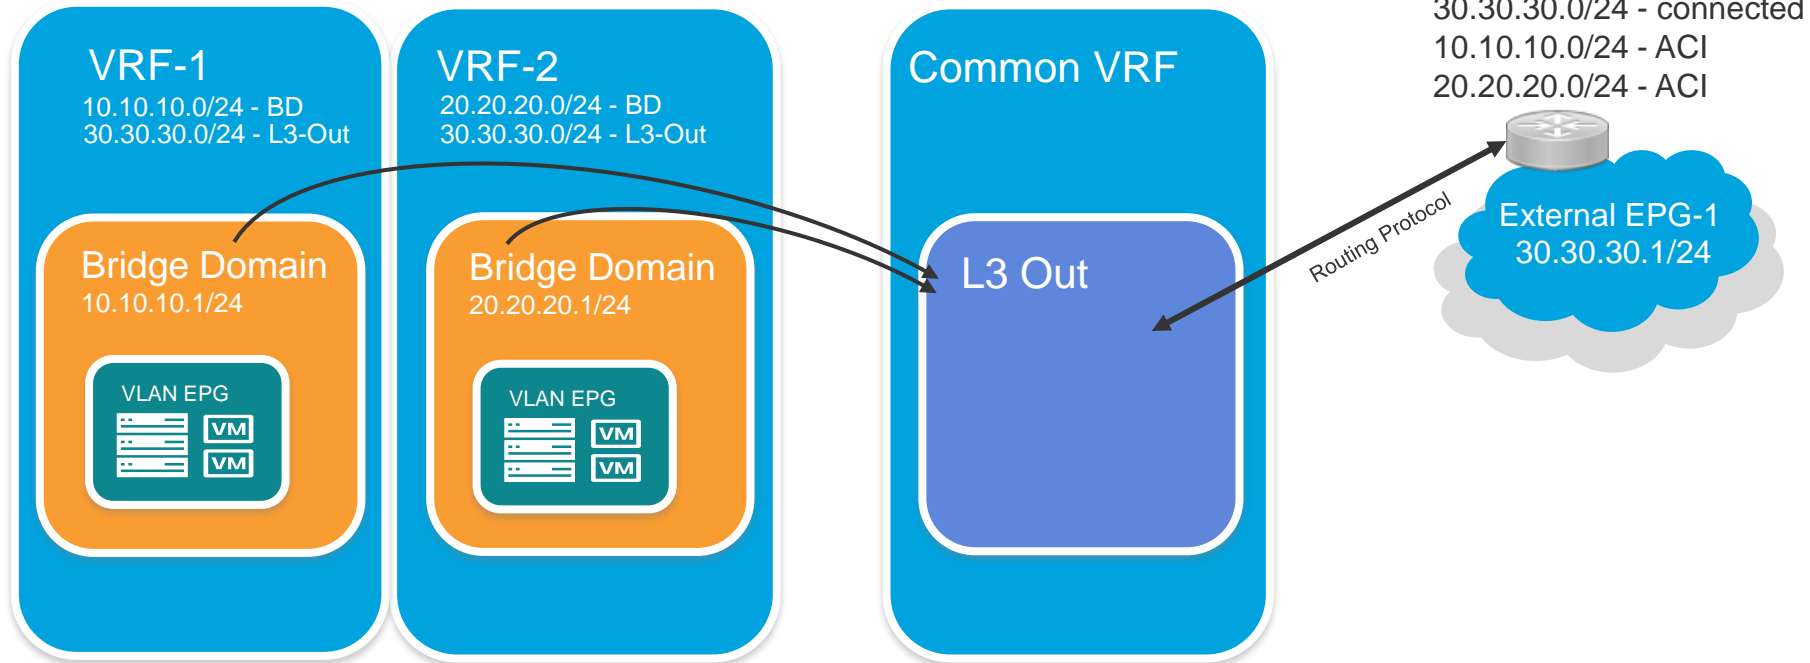 VRF-1
10.10.10.0/24 - BD
30.30.30.0/24 - L3-Out
Bridge Domain
10.10.10.1/24
VLAN EPG
VM
VM
VRF-2
20.20.20.0/24 - BD
30.30.30.0/24 - L3-Out
Bridge Domain
20.20.20.1/24
VLAN EPG
VM
VM
Common VRF
L3 Out
Routing Protocol
30.30.30.0/24 - connected
10.10.10.0/24 - ACI
20.20.20.0/24 - ACI
External EPG-1
30.30.30.1/24